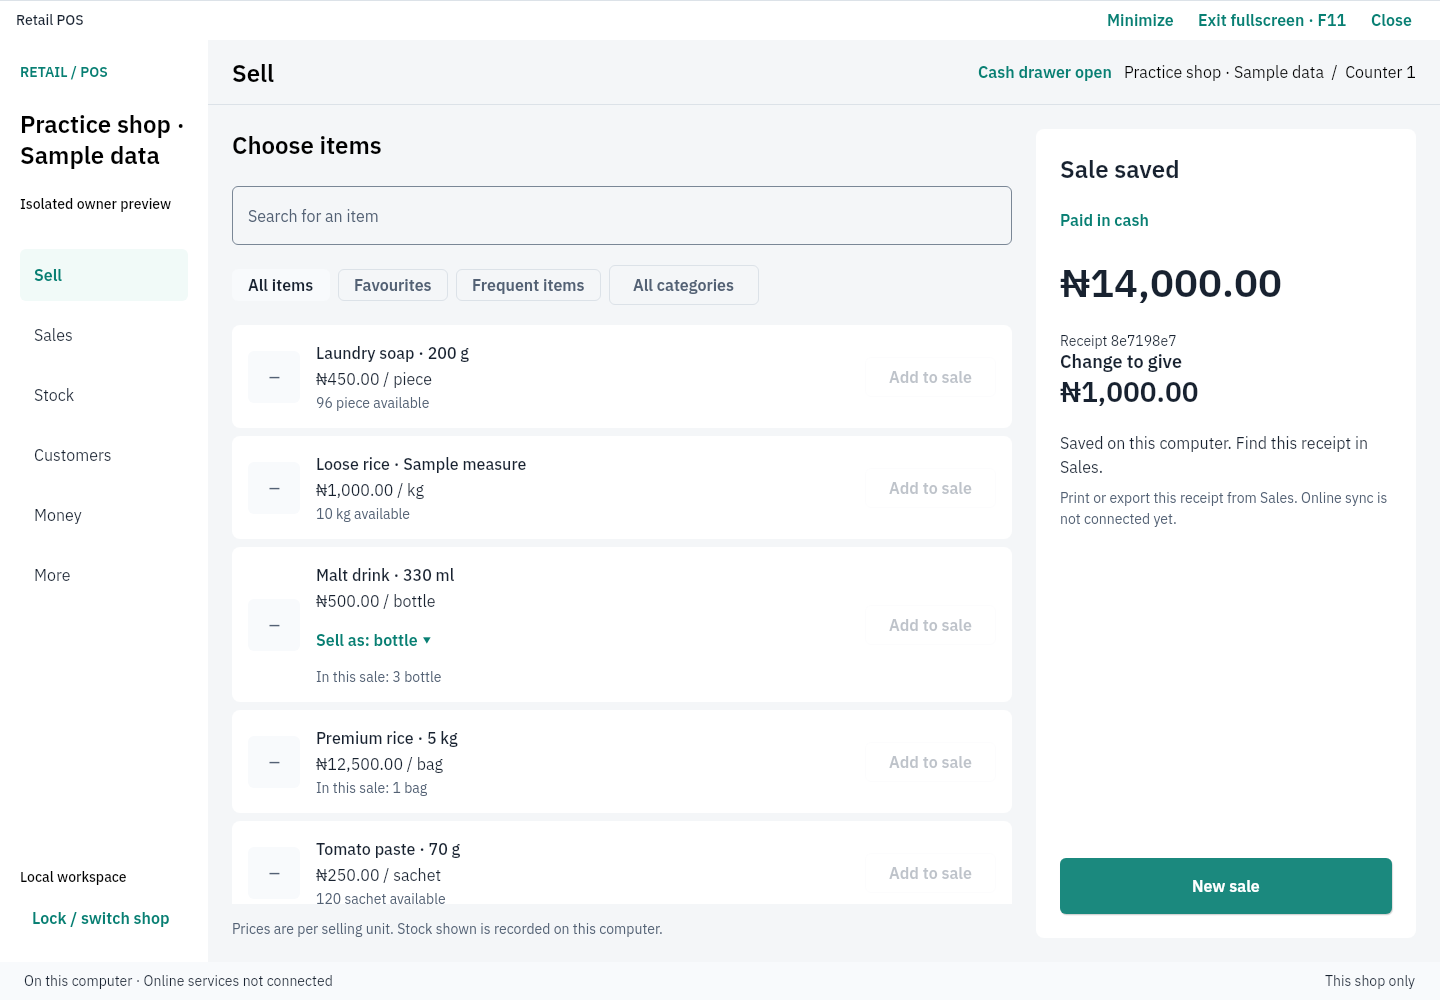 Retail POS
Minimize
Exit fullscreen · F11
Close
RETAIL / POS
Practice shop ·
Sample data
Isolated owner preview
Sell
Sales
Stock
Customers
Money
More
Local workspace
Lock / switch shop
Sell
Cash drawer open
Practice shop · Sample data / Counter 1
Choose items
Search for an item
All items
Favourites
Frequent items
All categories
Laundry soap · 200 g
₦450.00 / piece
96 piece available
Add to sale
Loose rice · Sample measure
₦1,000.00 / kg
10 kg available
Add to sale
Malt drink · 330 ml
₦500.00 / bottle
Sell as: bottle ▾
In this sale: 3 bottle
Add to sale
Premium rice · 5 kg
₦12,500.00 / bag
In this sale: 1 bag
Add to sale
Tomato paste · 70 g
₦250.00 / sachet
120 sachet available
Add to sale
Prices are per selling unit. Stock shown is recorded on this computer.
Sale saved
Paid in cash
₦14,000.00
Receipt 8e7198e7
Change to give
₦1,000.00
Saved on this computer. Find this receipt in
Sales.
Print or export this receipt from Sales. Online sync is
not connected yet.
New sale
On this computer · Online services not connected
This shop only